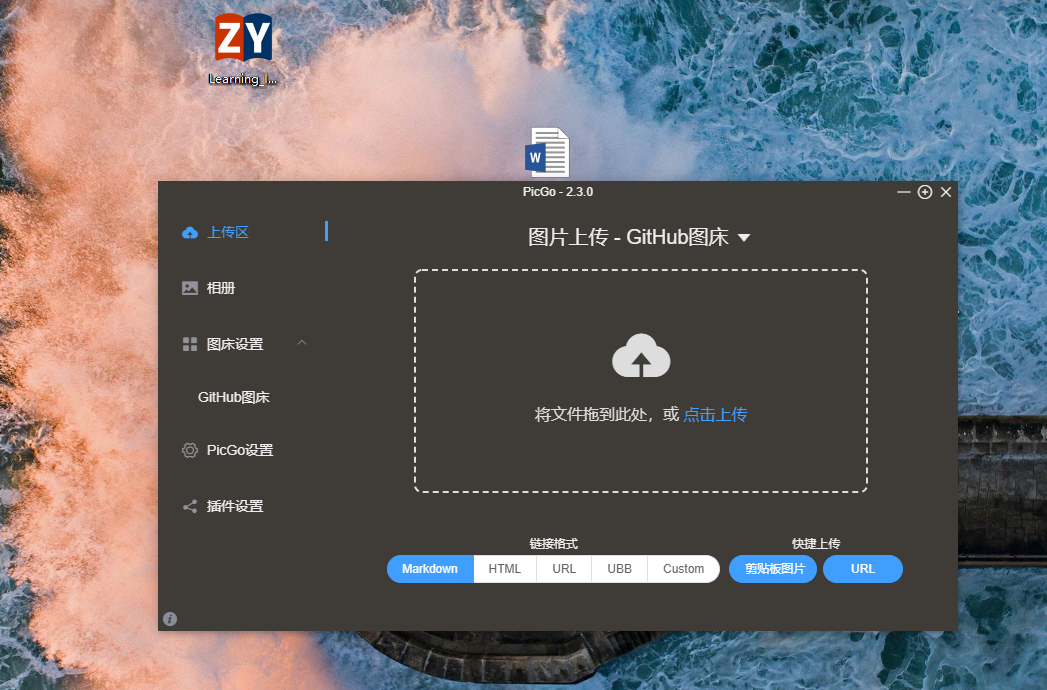 ZY
Learning_I...
W
PicGo - 2.3.0
上传区
图片上传 - GitHub图床
相册
图床设置
GitHub图床
将文件拖到此处，或 点击上传
PicGo设置
插件设置
链接格式
快捷上传
Markdown HTML URL UBB Custom 剪贴板图片 URL